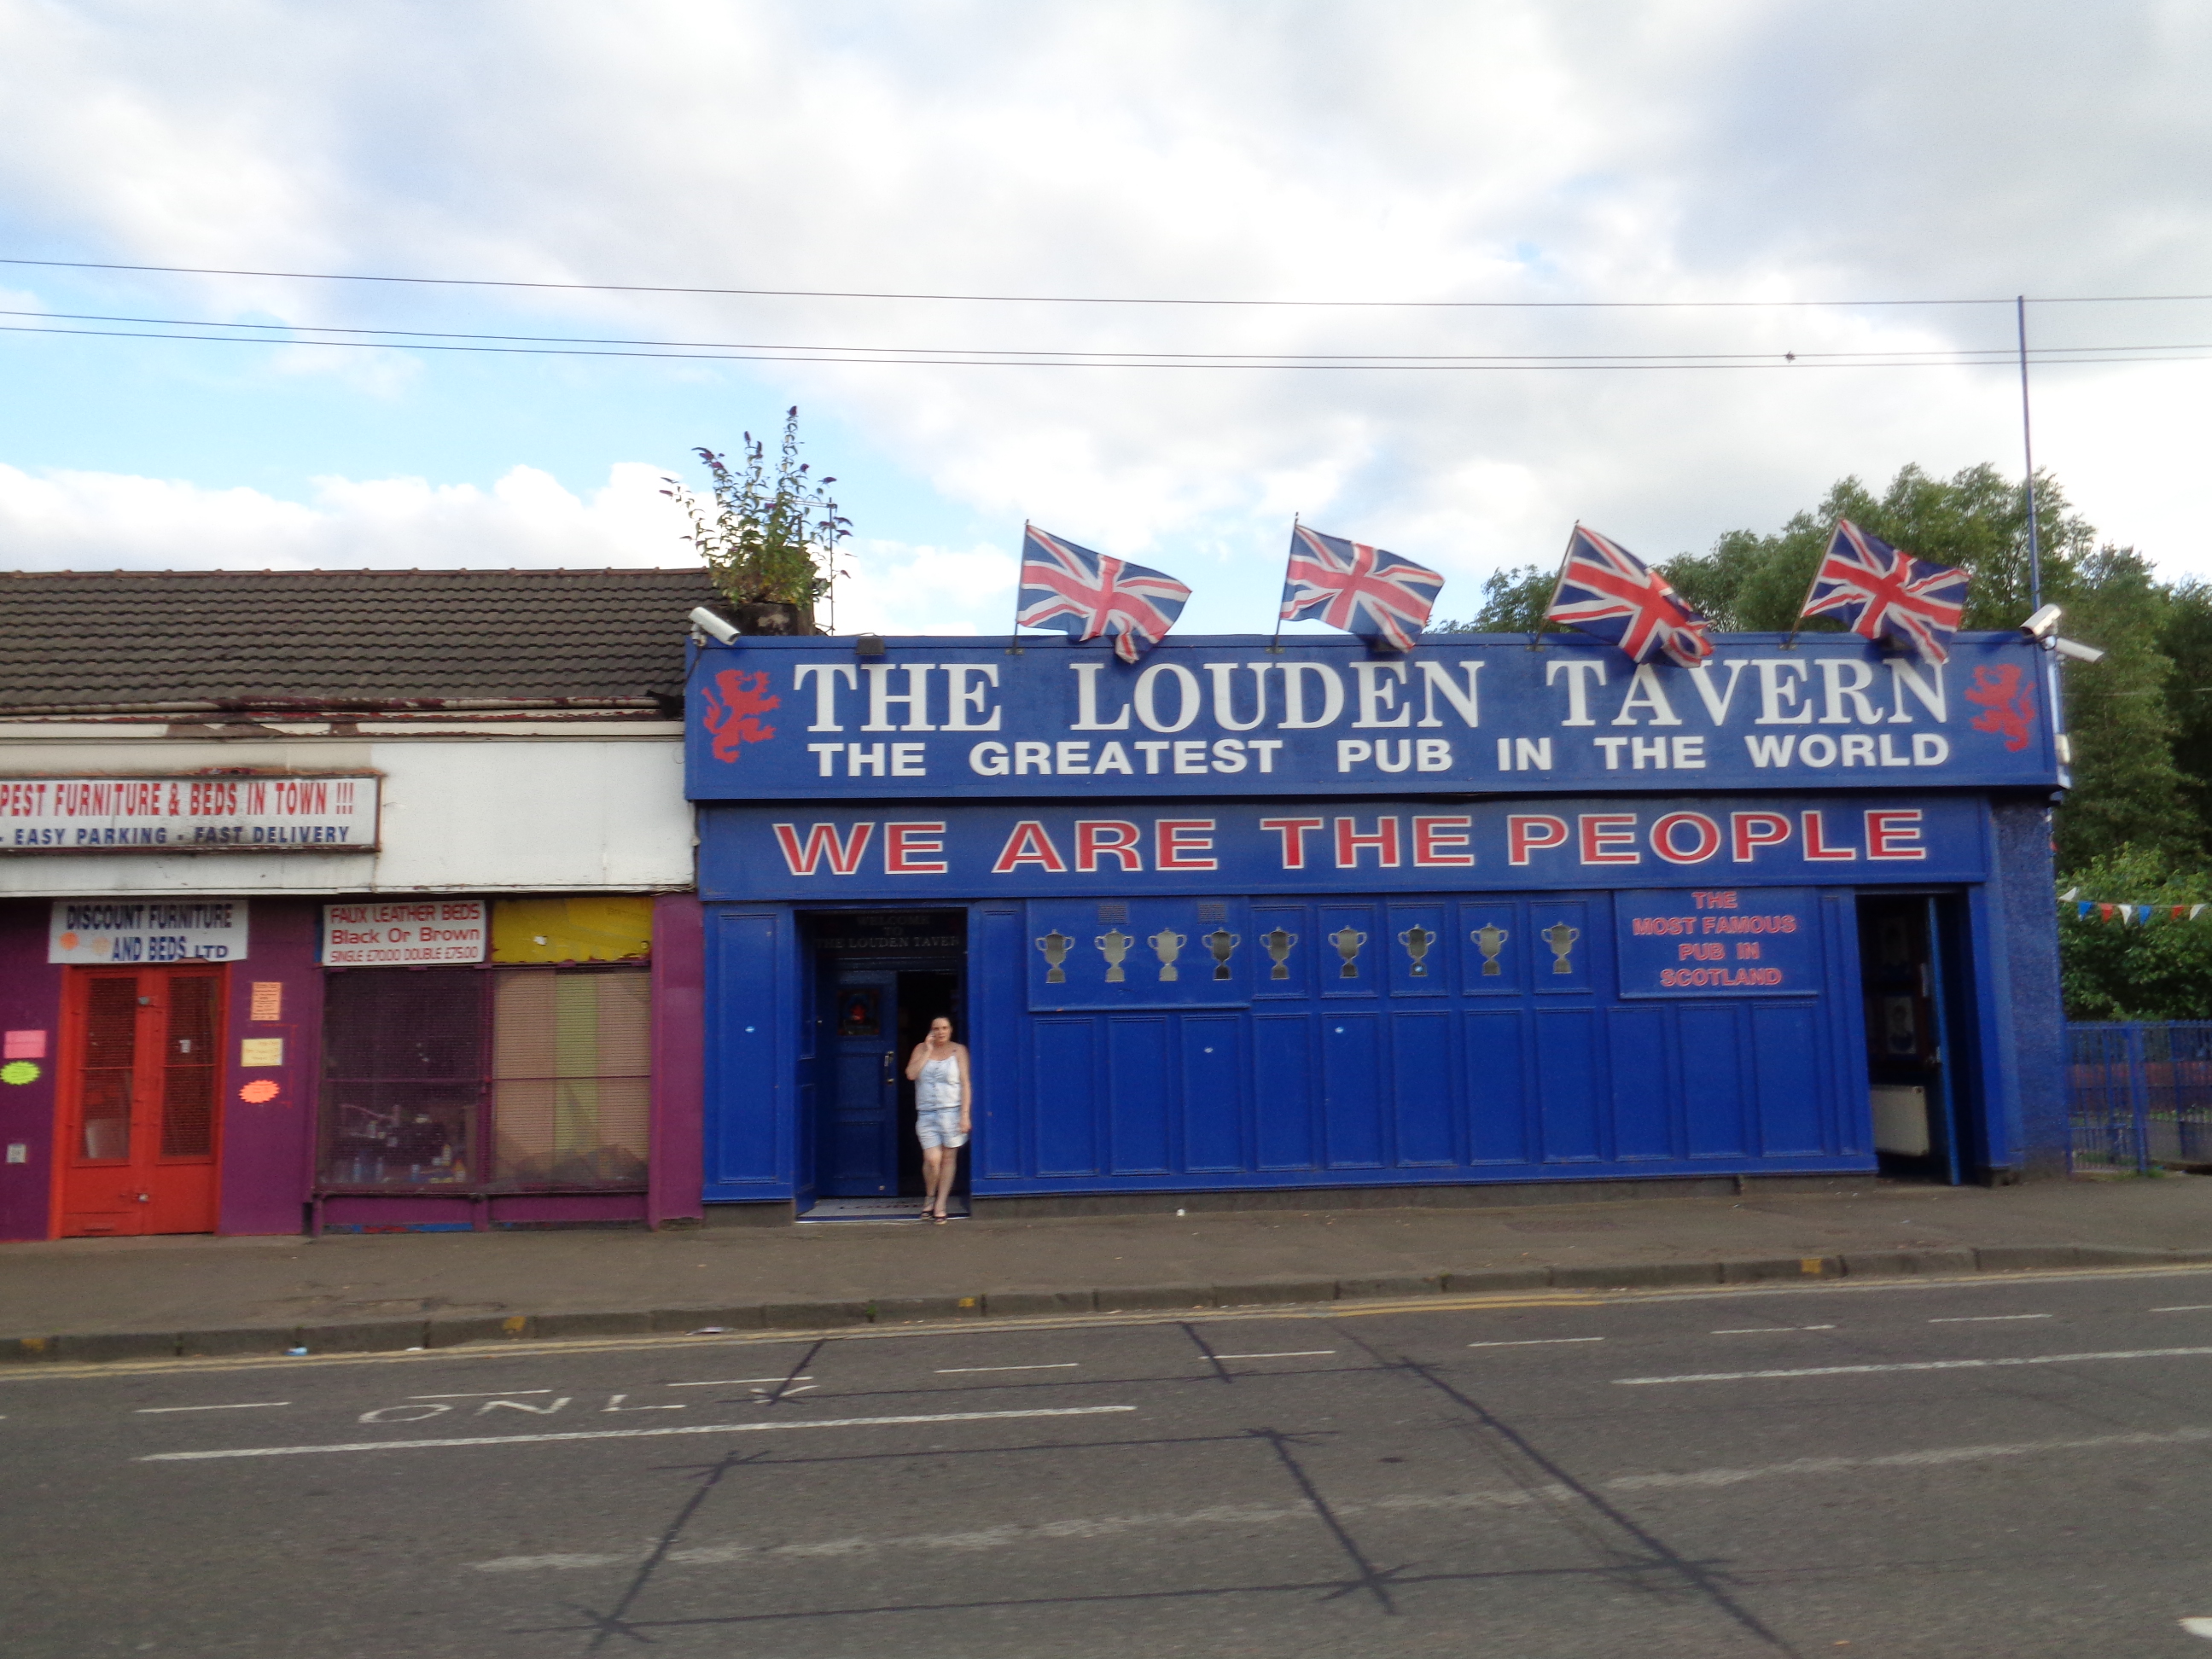 PEST FURNITURE & BEDS IN TOWN !!!
- EASY PARKING - FAST DELIVERY
DISCOUNT FURNITURE
AND BEDS LTD
FAUX LEATHER BEDS
Black Or Brown
SINGLE £70.00 DOUBLE £75.00
THE LOUDEN TAVERN
THE GREATEST PUB IN THE WORLD
WE ARE THE PEOPLE
WELCOME
TO
THE LOUDEN TAVER
THE
MOST FAMOUS
PUB IN
SCOTLAND
ONLY